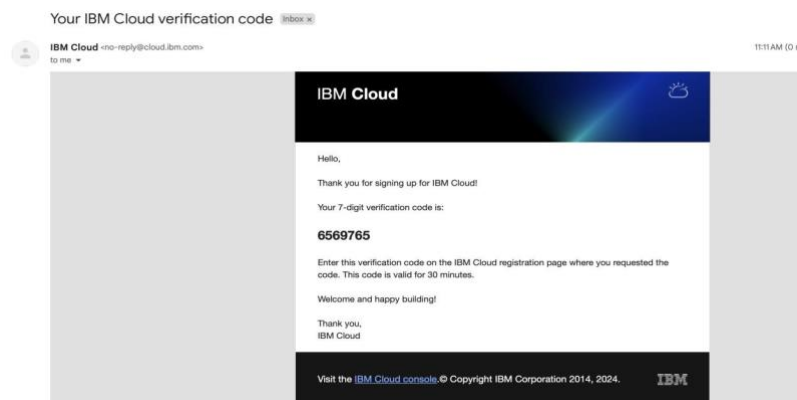 Your IBM Cloud verification code Inbox x
IBM Cloud <no-reply@cloud.ibm.com> 11:11 AM (0
to me
IBM Cloud
Hello,
Thank you for signing up for IBM Cloud!
Your 7-digit verification code is:
6569765
Enter this verification code on the IBM Cloud registration page where you requested the
code. This code is valid for 30 minutes.
Welcome and happy building!
Thank you,
IBM Cloud
Visit the IBM Cloud console.© Copyright IBM Corporation 2014, 2024. IBM